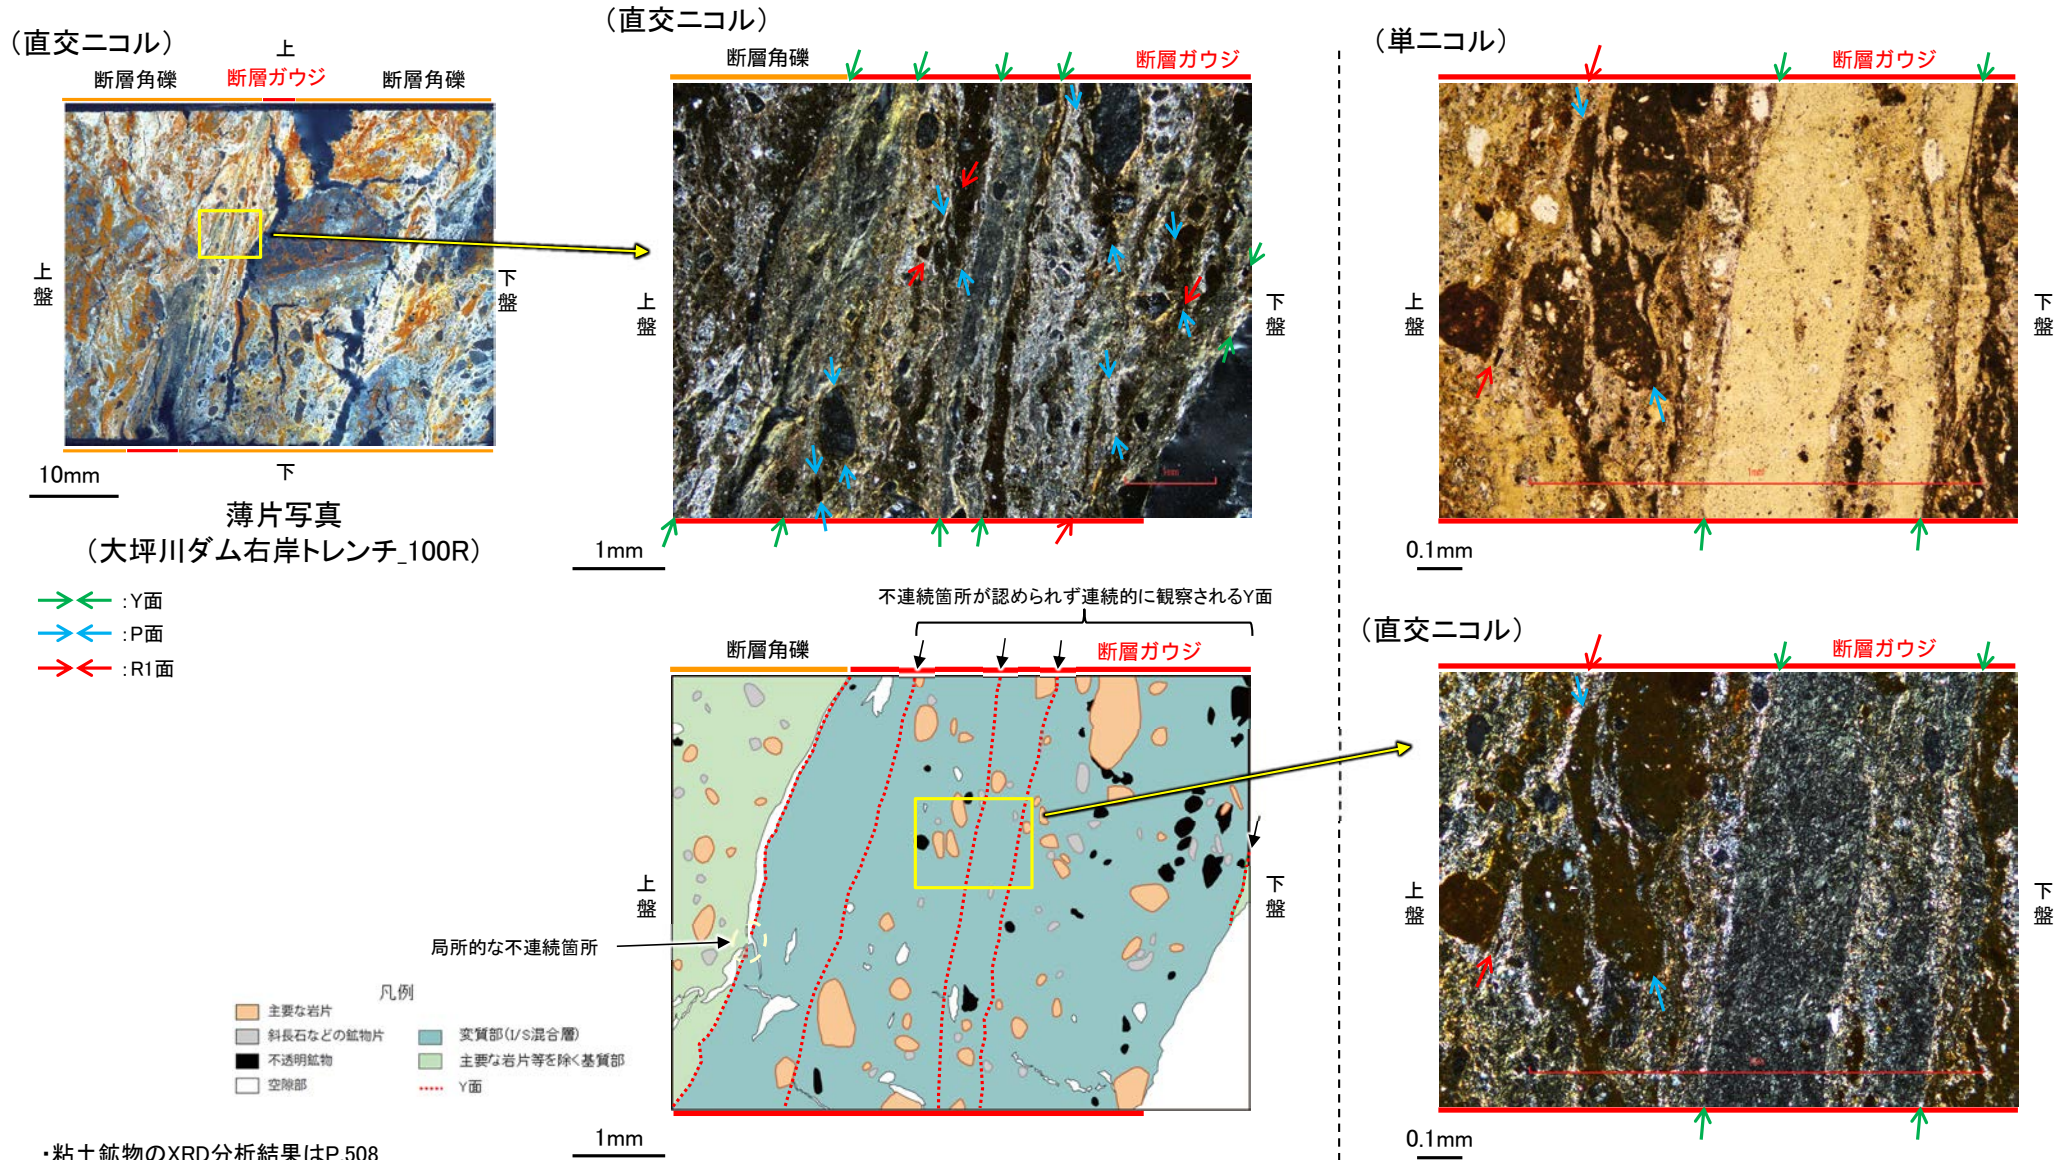 (直交ニコル)
上
断層角礫
断層ガウジ
断層角礫
上盤
下盤
10mm
下
薄片写真
(大坪川ダム右岸トレンチ_100R)
:Y面
:P面
:R1面
(直交ニコル)
断層角礫
断層ガウジ
上盤
下盤
1mm
(単ニコル)
断層ガウジ
上盤
下盤
1mm
0.1mm
不連続箇所が認められず連続的に観察されるY面
断層角礫
断層ガウジ
上盤
下盤
局所的な不連続箇所
1mm
凡例
主要な岩片
斜長石などの鉱物片
不透明鉱物
空隙部
変質部(I/S混合層)
主要な岩片等を除く基質部
Y面
(直交ニコル)
断層ガウジ
上盤
下盤
0.1mm
・粘土鉱物のXRD分析結果はP.508